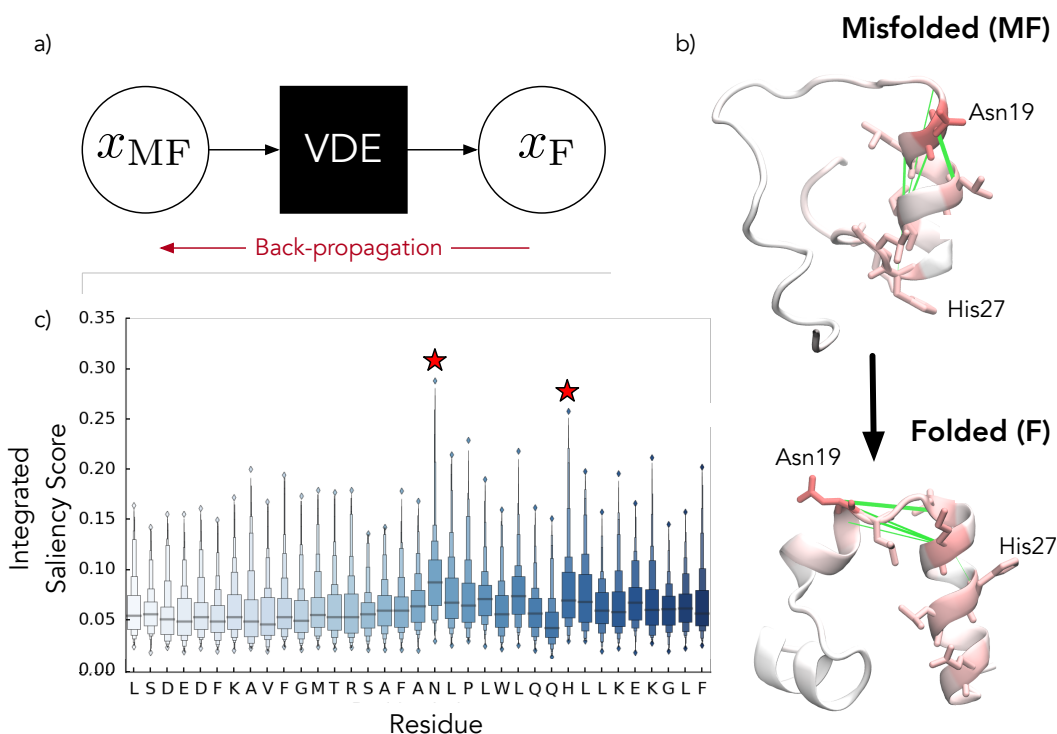 a)
x_MF
VDE
x_F
Back-propagation
b)
Misfolded (MF)
Asn19
His27
Folded (F)
Asn19
His27
c)
Integrated
Saliency Score
0.35
0.30
0.25
0.20
0.15
0.10
0.05
0.00
L S D E D F K A V F G M T R S A F A N L P L W L Q Q H L L K E K G L F
Residue